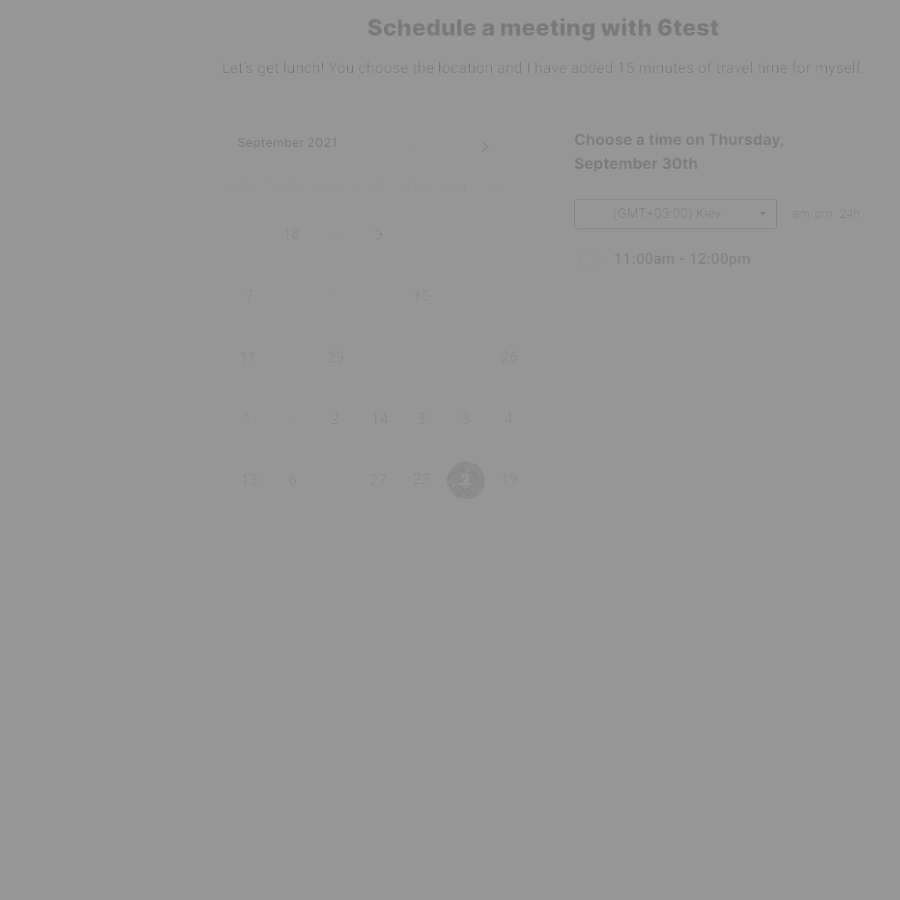 Schedule a meeting with 6test
Let's get lunch! You choose the location and I have added 15 minutes of travel time for myself.
September 2021
Choose a time on Thursday,
September 30th
(GMT+03:00) Kiev
am/pm 24h
11:00am - 12:00pm
18 9
7 15
11 29 26
1 2 14 3 4
13 6 27 22 19